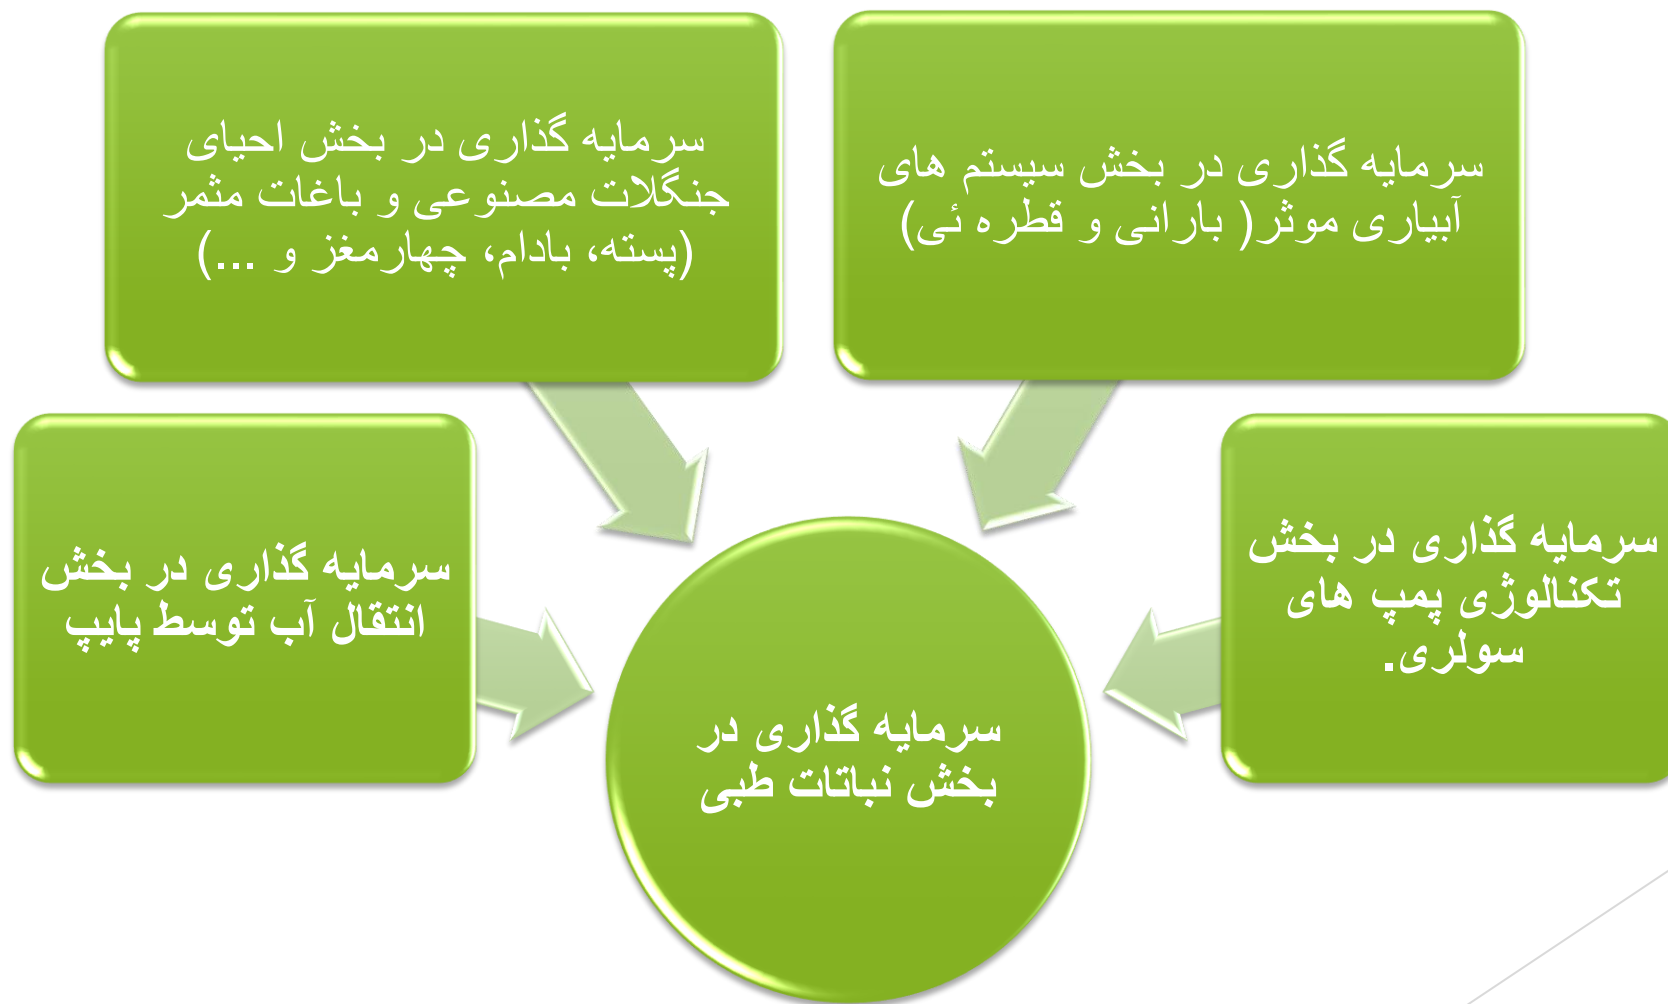 سرمایه گذاری در بخش سیستم های
آبیاری موثر( بارانی و قطره ئی)
سرمایه گذاری در بخش احیای
جنگلات مصنوعی و باغات مثمر
(پسته، بادام، چهارمغز و ...)
سرمایه گذاری در بخش
تکنالوژی پمپ های
سولری.
سرمایه گذاری در بخش
انتقال آب توسط پایپ
سرمایه گذاری در
بخش نباتات طبی